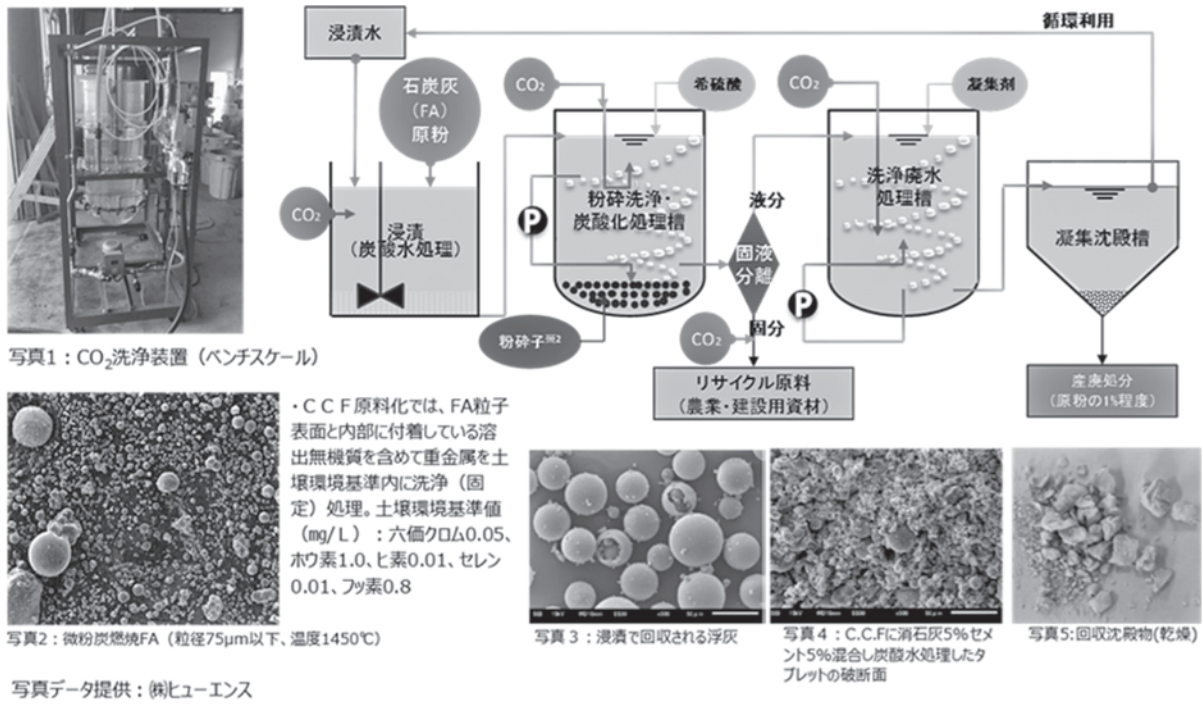 循環利用
浸漬水
石炭灰
(FA)
原粉
CO₂
浸漬
(炭酸水処理)
CO₂
希硫酸
P
粉砕洗浄・
炭酸化処理槽
粉砕子※2
液分
固液
分離
固分
CO₂
リサイクル原料
(農業・建設用資材)
CO₂
凝集剤
洗浄廃水
処理槽
P
凝集沈殿槽
産廃処分
(原粉の1%程度)
写真1：CO₂洗浄装置（ベンチスケール）
・ＣＣＦ原料化では、FA粒子
表面と内部に付着している溶
出無機質を含めて重金属を土
壌環境基準内に洗浄（固
定）処理。土壌環境基準値
（mg/L）：六価クロム0.05、
ホウ素1.0、ヒ素0.01、セレン
0.01、フッ素0.8
写真2：微粉炭燃焼FA（粒径75μm以下、温度1450℃）
写真３：浸漬で回収される浮灰
写真４：C.C.Fに消石灰5%セメ
ント5%混合し炭酸水処理したタ
ブレットの破断面
写真5:回収沈殿物(乾燥)
写真データ提供：㈱ヒューエンス